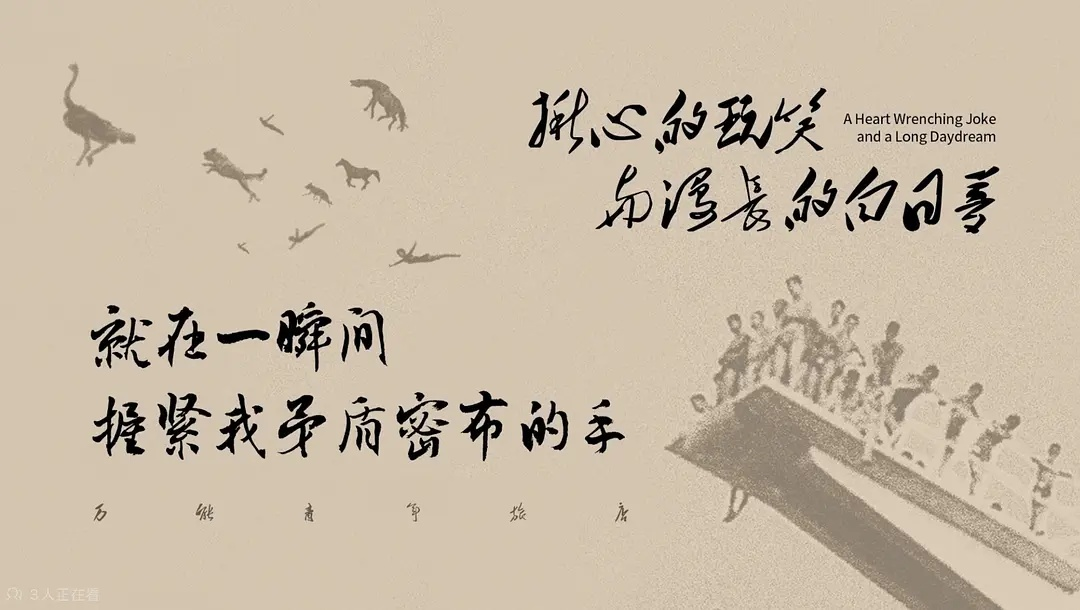 揪心的玩笑
A Heart Wrenching Joke
and a Long Daydream
与漫長的白日梦
就在一瞬间
握紧我矛盾密布的手
万能青年旅店
3人正在看